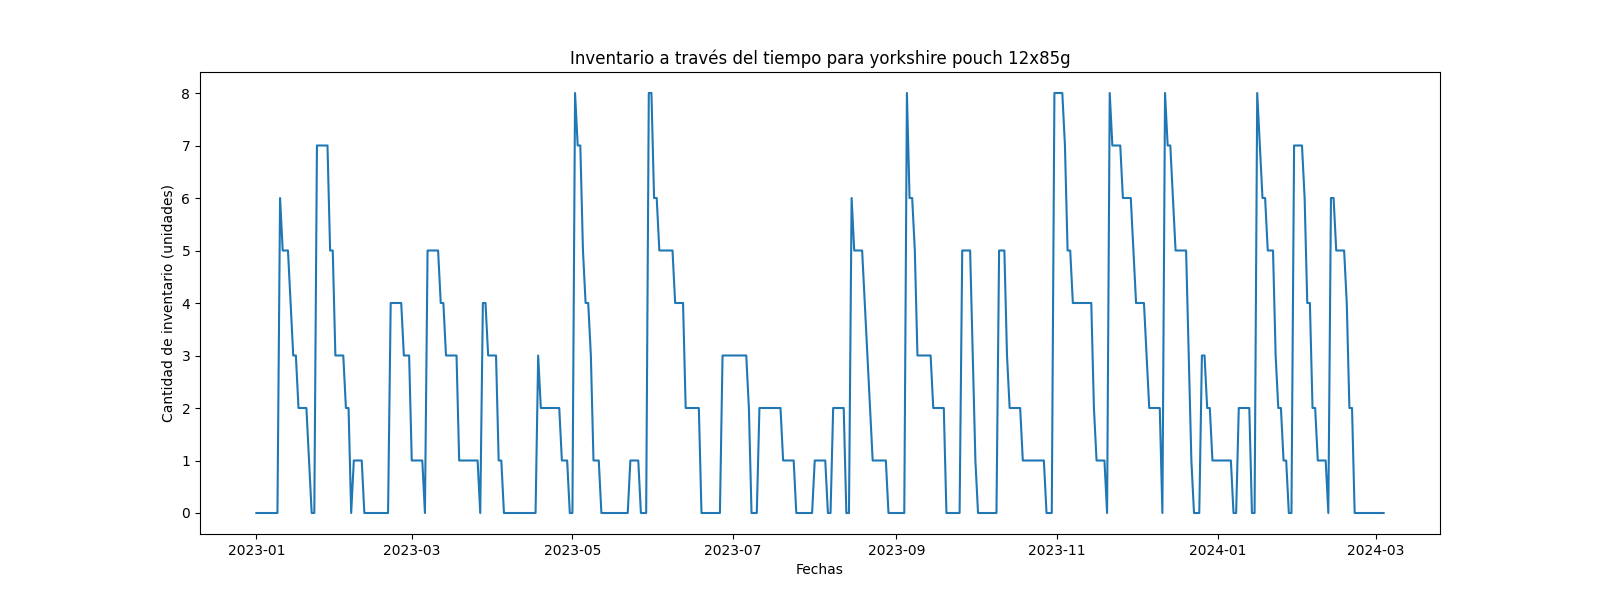 Inventario a través del tiempo para yorkshire pouch 12x85g
Cantidad de inventario (unidades)
8
7
6
5
4
3
2
1
0
2023-01 2023-03 2023-05 2023-07 2023-09 2023-11 2024-01 2024-03
Fechas